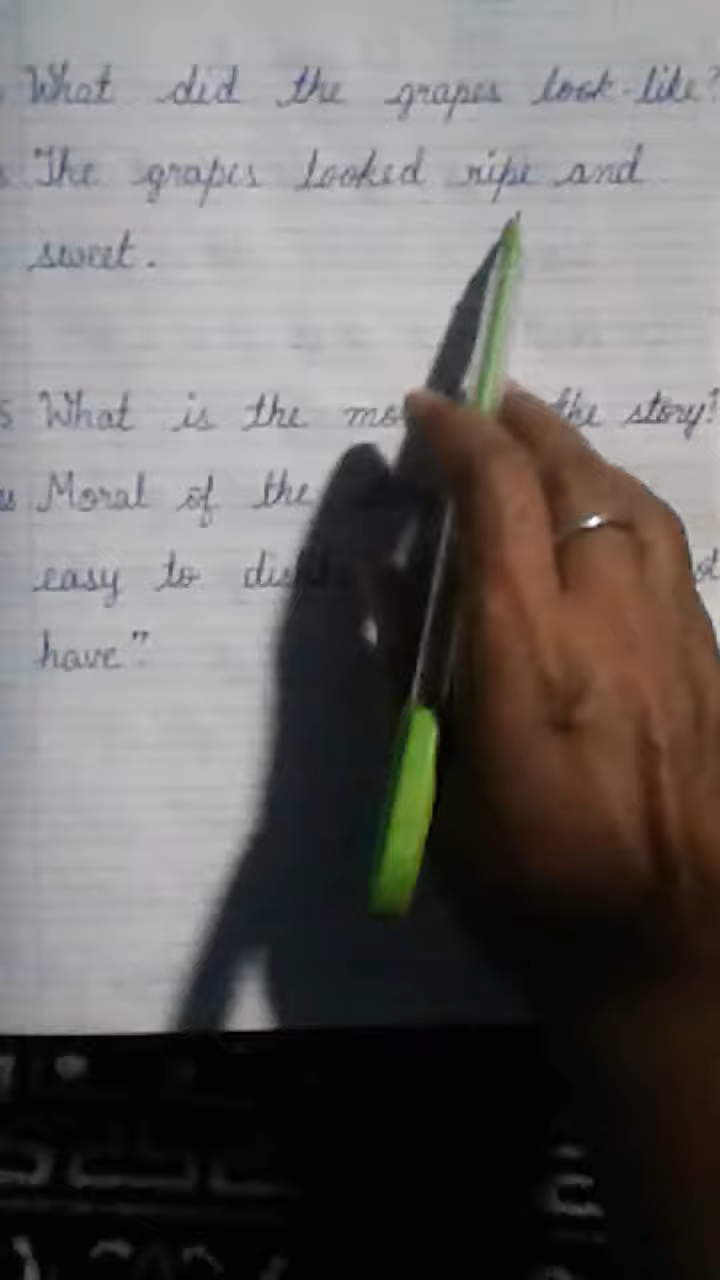 What did the grapes look-like?
The grapes looked ripe and
sweet.
What is the the story?
Moral of the
easy to
have"